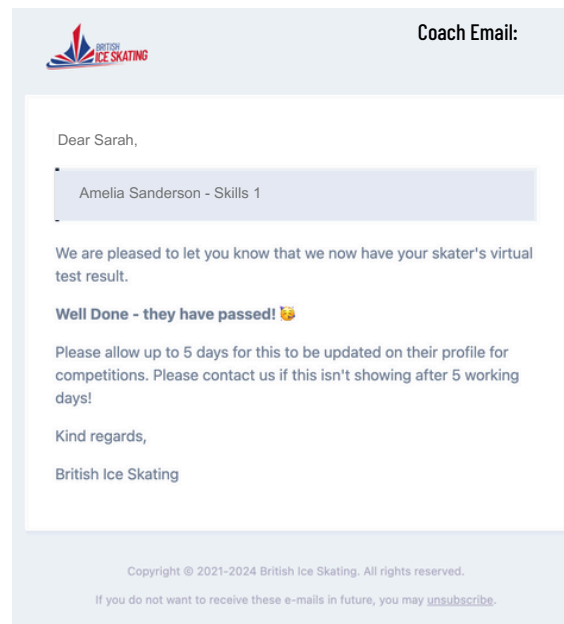 BRITISH
ICE SKATING
Coach Email:
Dear Sarah,
Amelia Sanderson - Skills 1
We are pleased to let you know that we now have your skater's virtual
test result.
Well Done - they have passed! 🥳
Please allow up to 5 days for this to be updated on their profile for
competitions. Please contact us if this isn't showing after 5 working
days!
Kind regards,
British Ice Skating
Copyright © 2021-2024 British Ice Skating. All rights reserved.
If you do not want to receive these e-mails in future, you may unsubscribe.